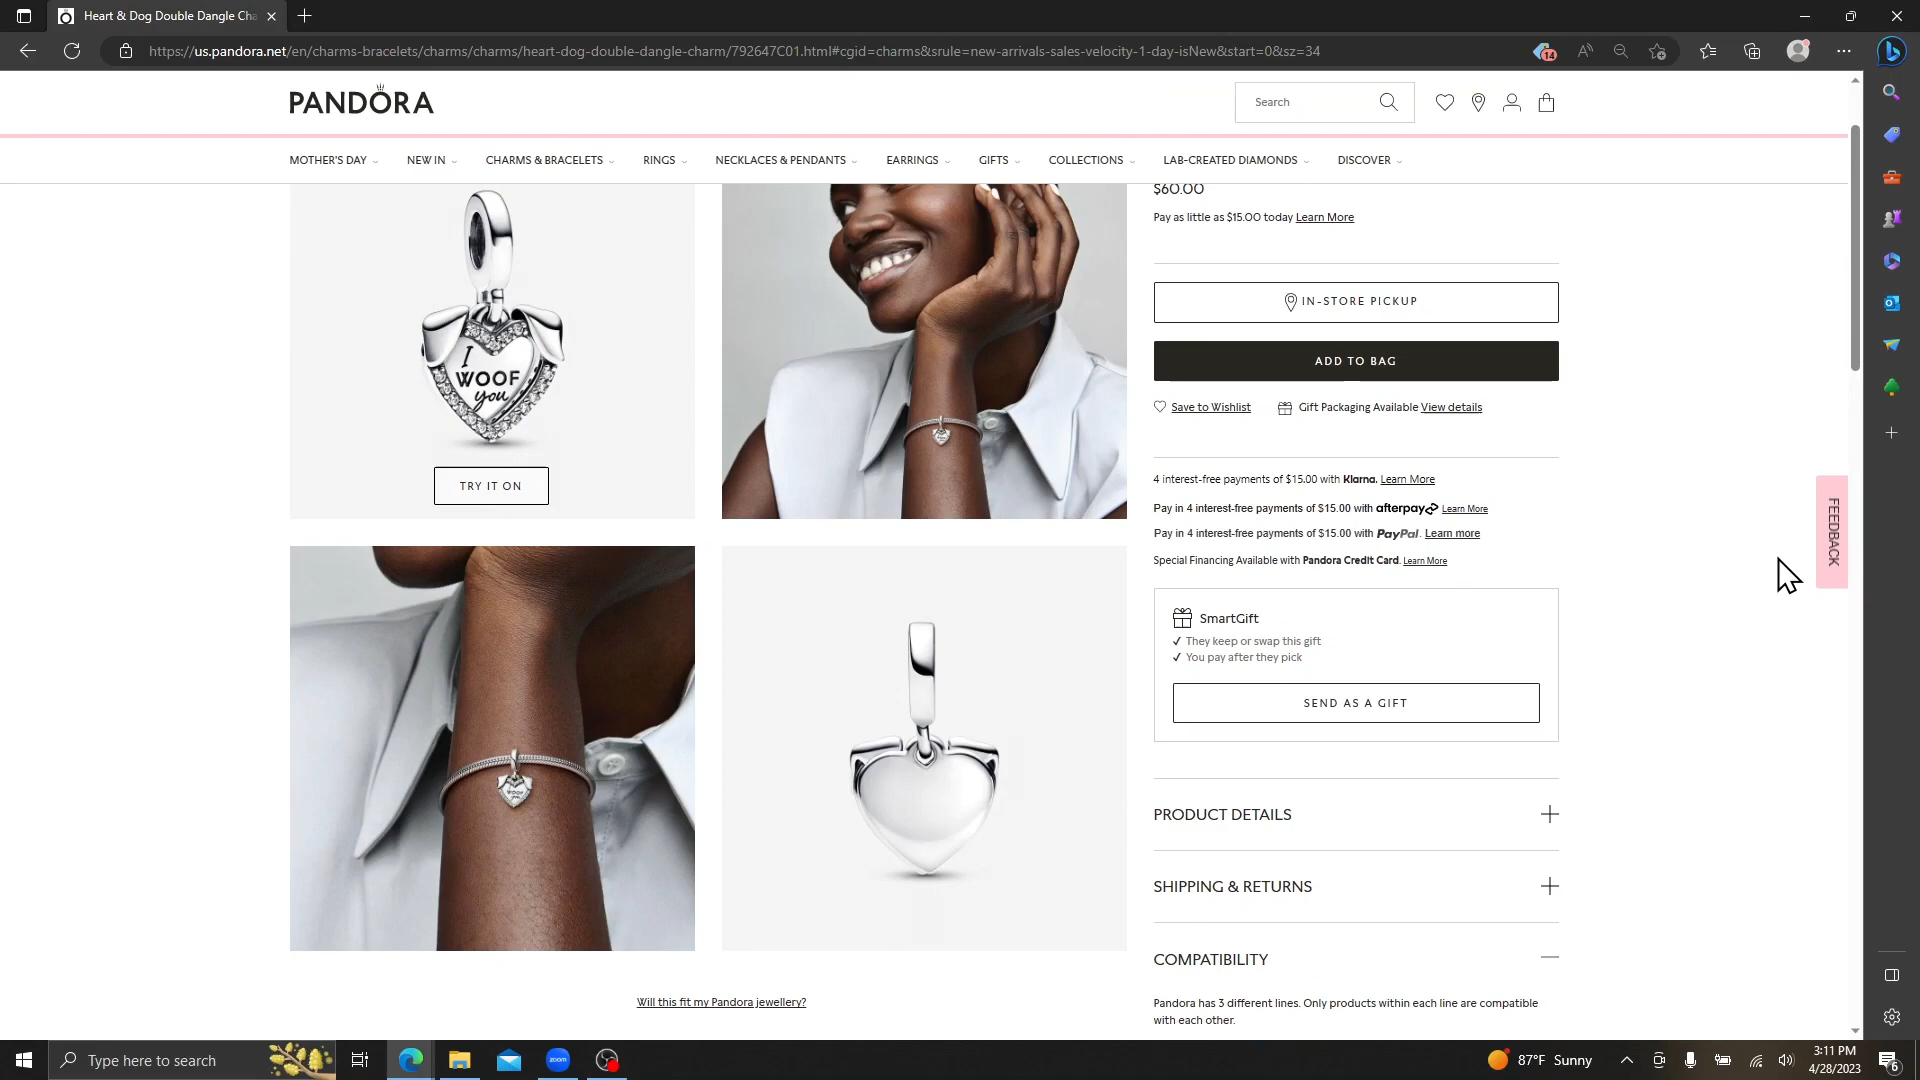 Heart & Dog Double Dangle Cha
https://us.pandora.net/en/charms-bracelets/charms/charms/heart-dog-double-dangle-charm/792647C01.html#cgid=charms&srule=new-arrivals-sales-velocity-1-day-isNew&start=0&sz=34
14
PANDORA
Search
MOTHER'S DAY NEW IN CHARMS & BRACELETS RINGS NECKLACES & PENDANTS EARRINGS GIFTS COLLECTIONS LAB-CREATED DIAMONDS DISCOVER
$60.00
Pay as little as $15.00 today Learn More
IN-STORE PICKUP
I
WOOF
you
ADD TO BAG
Save to Wishlist Gift Packaging Available View details
TRY IT ON
4 interest-free payments of $15.00 with Klarna. Learn More
Pay in 4 interest-free payments of $15.00 with afterpay Learn More
Pay in 4 interest-free payments of $15.00 with PayPal. Learn more
Special Financing Available with Pandora Credit Card. Learn More
FEEDBACK
SmartGift
✓ They keep or swap this gift
✓ You pay after they pick
SEND AS A GIFT
WOOF
you
PRODUCT DETAILS
SHIPPING & RETURNS
COMPATIBILITY
Will this fit my Pandora jewellery?
Pandora has 3 different lines. Only products within each line are compatible
with each other.
Type here to search
zoom
87°F Sunny
3:11 PM
4/28/2023
6